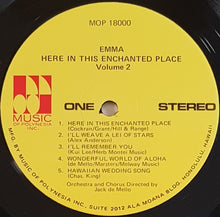 MOP 18000
EMMA
HERE IN THIS ENCHANTED PLACE
Volume 2
MUSIC
OF POLYNESIA
INC.
ONE
STEREO
1. HERE IN THIS ENCHANTED PLACE
(Cochran/Grant/Hill & Range)
2. I'LL WEAVE A LEI OF STARS
(Alex Anderson)
3. I'LL REMEMBER YOU
(Kui Lee/Herb Montei Music)
4. WONDERFUL WORLD OF ALOHA
(de Mello/Marsters/Melway Music)
5. HAWAIIAN WEDDING SONG
(Chas. King)
Orchestra and Chorus Directed by
Jack de Mello
MFG. BY MUSIC OF POLYNESIA INC., SUITE 2012 ALA MOANA BLDG. HONOLULU, HAWAII